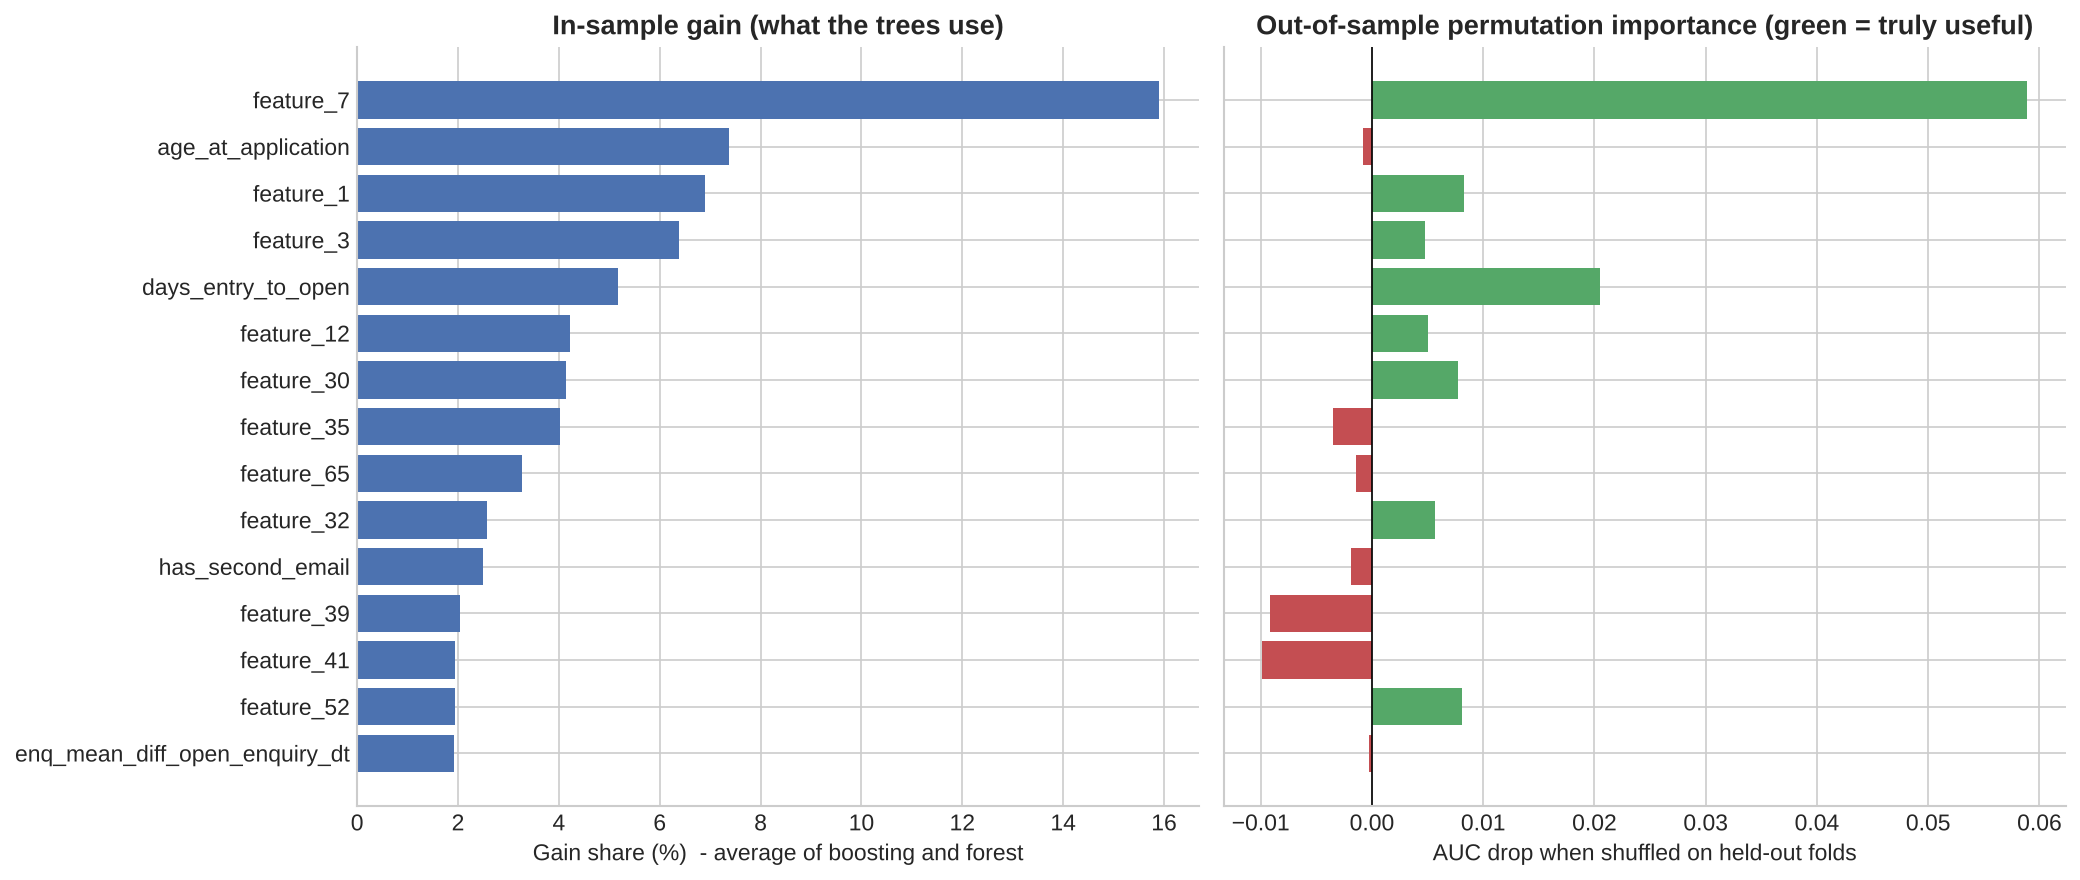 In-sample gain (what the trees use)
Out-of-sample permutation importance (green = truly useful)
feature_7
age_at_application
feature_1
feature_3
days_entry_to_open
feature_12
feature_30
feature_35
feature_65
feature_32
has_second_email
feature_39
feature_41
feature_52
enq_mean_diff_open_enquiry_dt
0 2 4 6 8 10 12 14 16
−0.01 0.00 0.01 0.02 0.03 0.04 0.05 0.06
Gain share (%)  - average of boosting and forest
AUC drop when shuffled on held-out folds